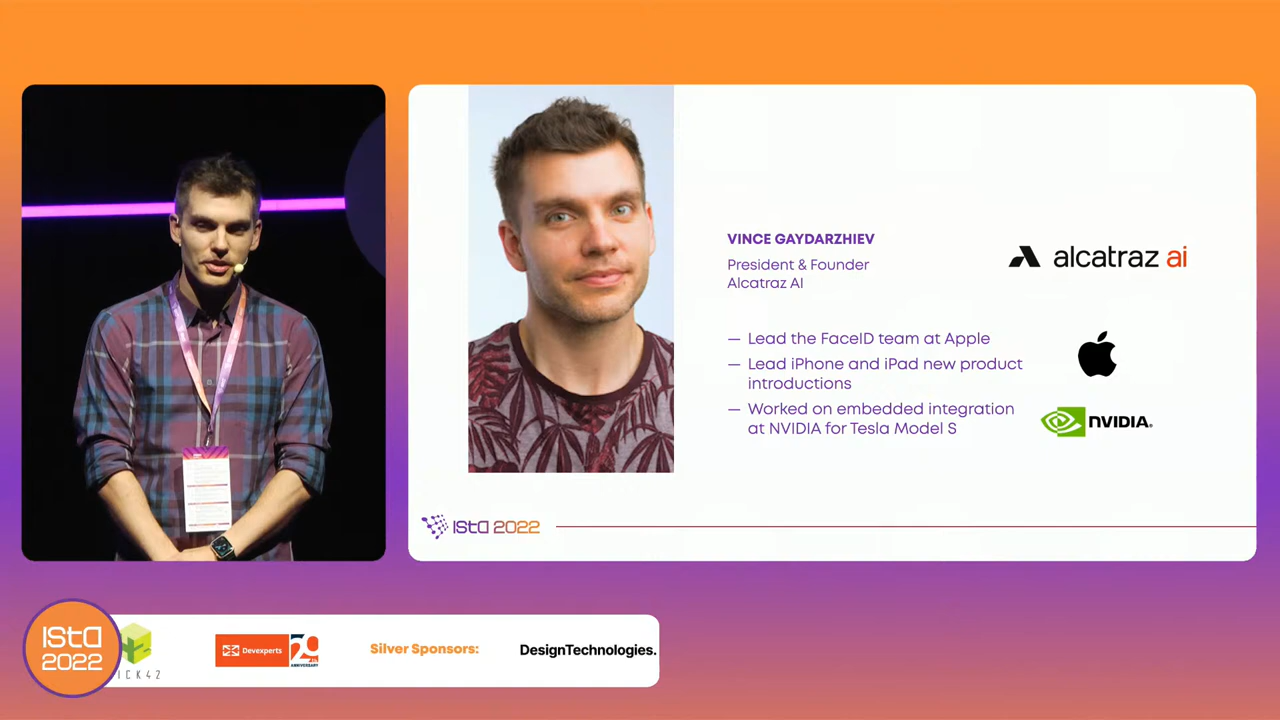 VINCE GAYDARZHIEV
President & Founder
Alcatraz AI
alcatraz ai
— Lead the FaceID team at Apple
— Lead iPhone and iPad new product
introductions
— Worked on embedded integration
at NVIDIA for Tesla Model S
NVIDIA.
ISTA 2022
ISTA
2022
ICK42
Devexperts
ANNIVERSARY
Silver Sponsors:
DesignTechnologies.